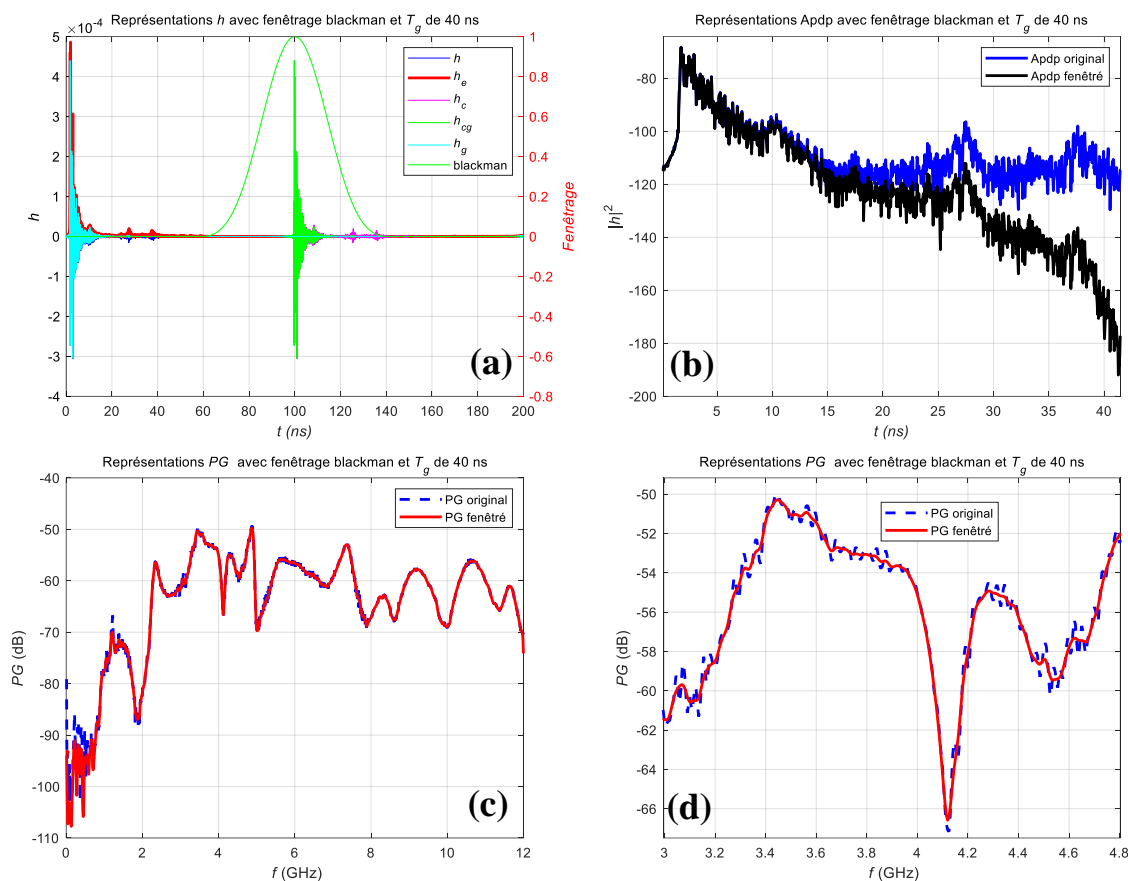 Représentations h avec fenêtrage blackman et T_g de 40 ns
×10^-4
5
4
3
2
1
0
-1
-2
-3
-4
h
1
0.8
0.6
0.4
0.2
0
-0.2
-0.4
-0.6
-0.8
Fenêtrage
h
h_e
h_c
h_cg
h_g
blackman
(a)
0 20 40 60 80 100 120 140 160 180 200
t (ns)
Représentations Apdp avec fenêtrage blackman et T_g de 40 ns
-80
-100
-120
-140
-160
-180
-200
|h|^2
Apdp original
Apdp fenêtré
(b)
5 10 15 20 25 30 35 40
t (ns)
Représentations PG avec fenêtrage blackman et T_g de 40 ns
-40
-50
-60
-70
-80
-90
-100
-110
PG (dB)
PG original
PG fenêtré
(c)
0 2 4 6 8 10 12
f (GHz)
Représentations PG avec fenêtrage blackman et T_g de 40 ns
-50
-52
-54
-56
-58
-60
-62
-64
-66
PG (dB)
PG original
PG fenêtré
(d)
3 3.2 3.4 3.6 3.8 4 4.2 4.4 4.6 4.8
f (GHz)